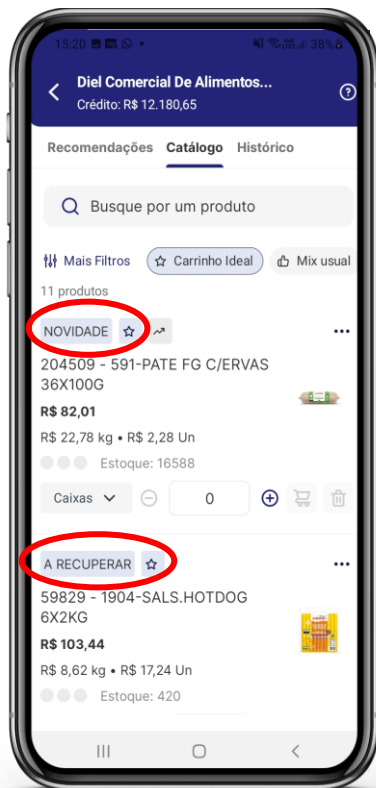 15:20
38%
Diel Comercial De Alimentos...
Crédito: R$ 12.180,65
Recomendações Catálogo Histórico
Busque por um produto
Mais Filtros Carrinho Ideal Mix usual
11 produtos
NOVIDADE
204509 - 591-PATE FG C/ERVAS
36X100G
R$ 82,01
R$ 22,78 kg • R$ 2,28 Un
Estoque: 16588
Caixas 0
A RECUPERAR
59829 - 1904-SALS.HOTDOG
6X2KG
R$ 103,44
R$ 8,62 kg • R$ 17,24 Un
Estoque: 420